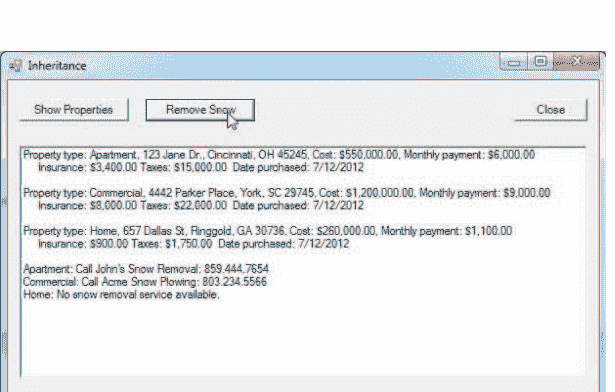 Inheritance
Show Properties Remove Snow Close
Property type: Apartment, 123 Jane Dr., Cincinnati, OH 45245, Cost: $550,000.00, Monthly payment: $6,000.00
Insurance: $3,400.00 Taxes: $15,000.00 Date purchased: 7/12/2012
Property type: Commercial, 4442 Parker Place, York, SC 29745, Cost: $1,200,000.00, Monthly payment: $9,000.00
Insurance: $8,000.00 Taxes: $22,000.00 Date purchased: 7/12/2012
Property type: Home, 657 Dallas St, Ringgold, GA 30736, Cost: $260,000.00, Monthly payment: $1,100.00
Insurance: $900.00 Taxes: $1,750.00 Date purchased: 7/12/2012
Apartment: Call John's Snow Removal: 859.444.7654
Commercial: Call Acme Snow Plowing: 803.234.5566
Home: No snow removal service available.